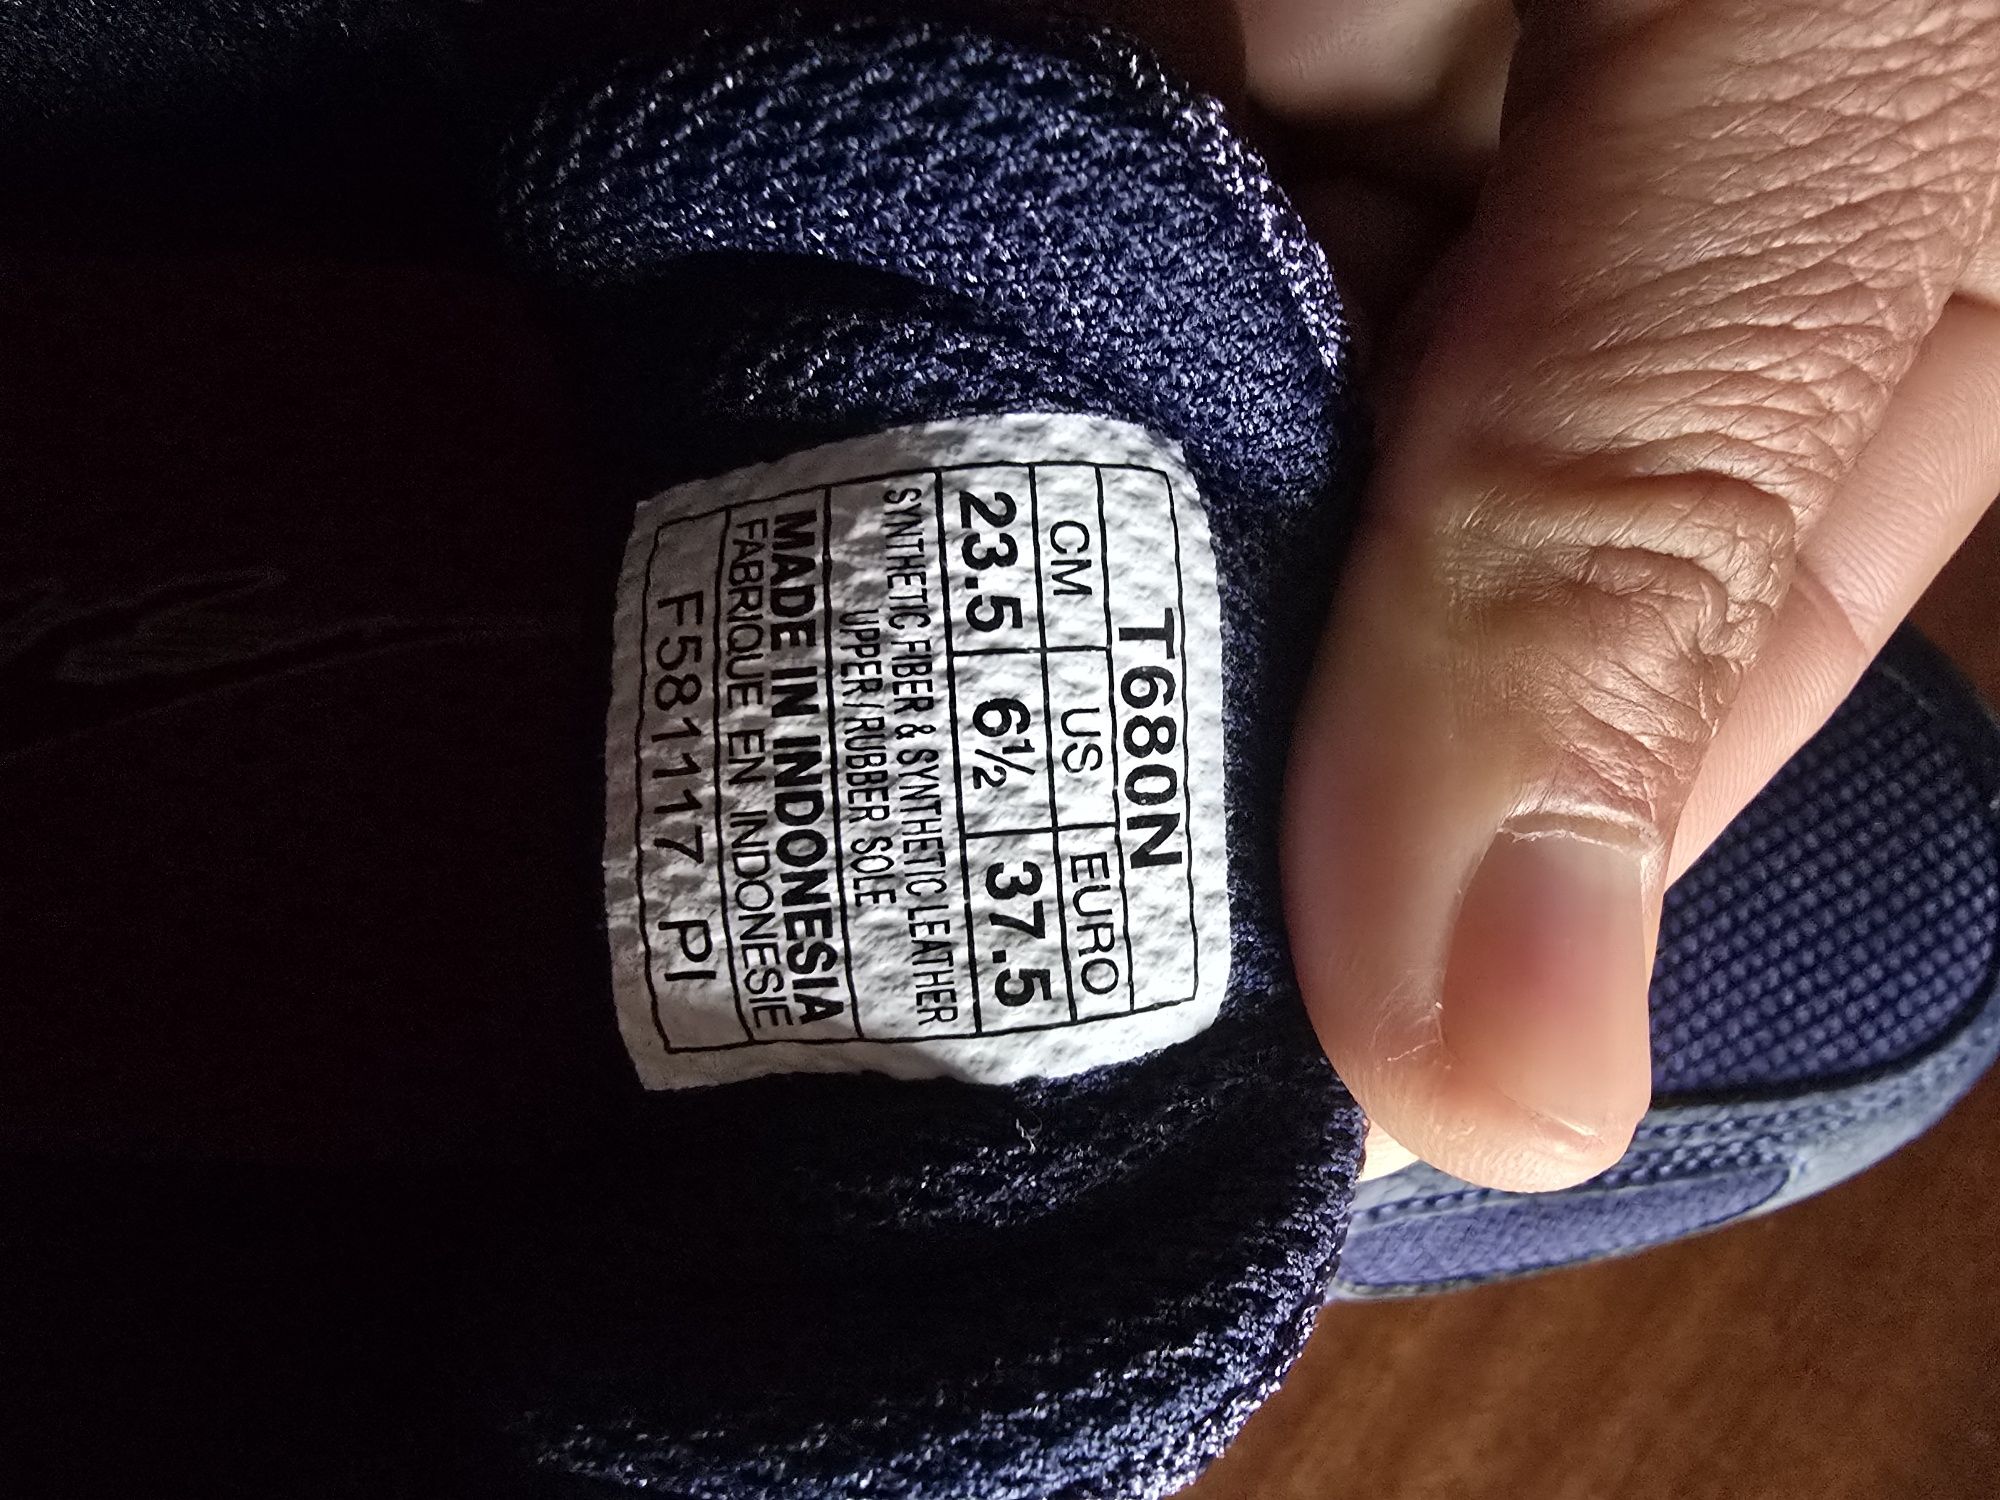 T680N
CM US EURO
23.5 6½ 37.5
SYNTHETIC FIBER & SYNTHETIC LEATHER
UPPER/RUBBER SOLE
MADE IN INDONESIA
FABRIQUE EN INDONESIE
F581117 PI